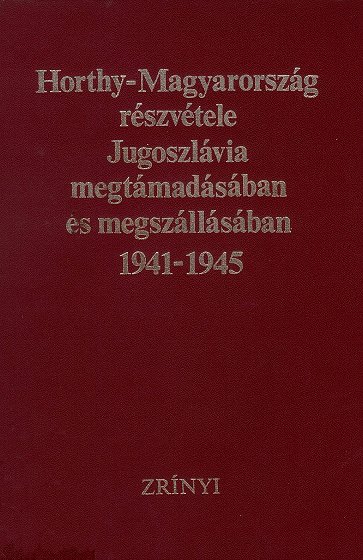 Horthy-Magyarország
részvétele
Jugoszlávia
megtámadásában
és megszállásában
1941-1945
ZRÍNYI